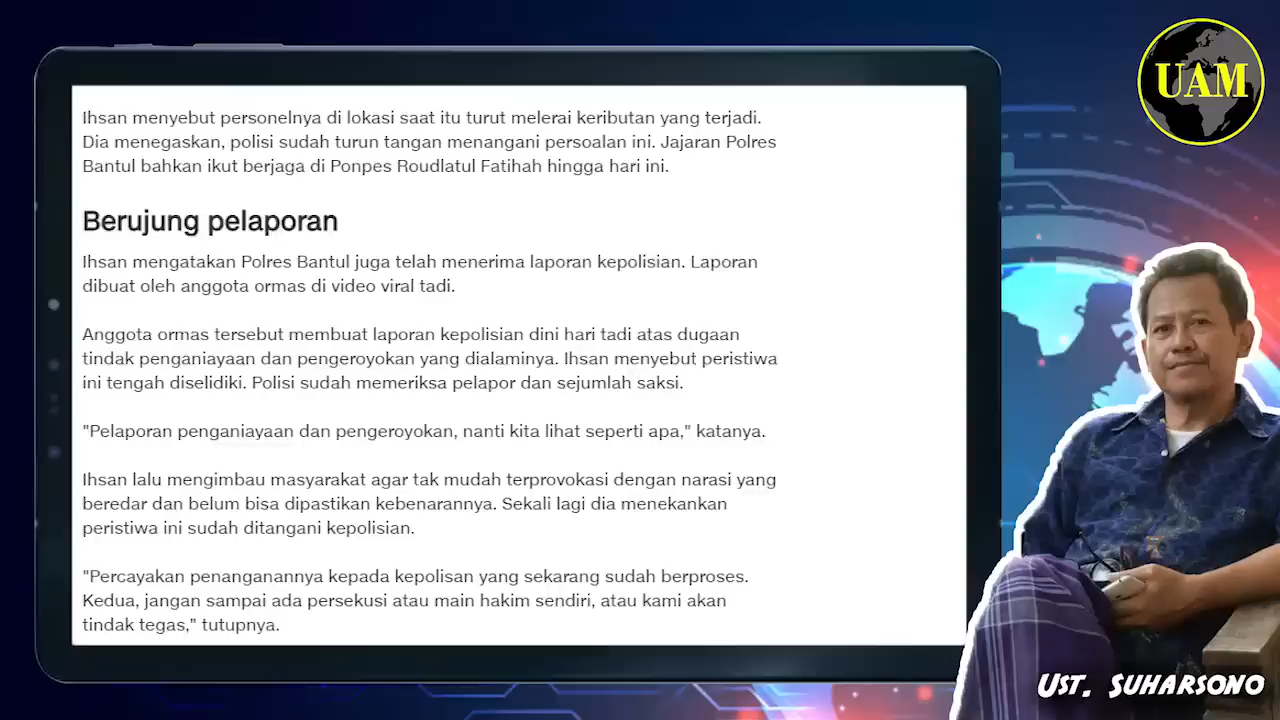 Ihsan menyebut personelnya di lokasi saat itu turut melerai keributan yang terjadi.
Dia menegaskan, polisi sudah turun tangan menangani persoalan ini. Jajaran Polres
Bantul bahkan ikut berjaga di Ponpes Roudlatul Fatihah hingga hari ini.
Berujung pelaporan
Ihsan mengatakan Polres Bantul juga telah menerima laporan kepolisian. Laporan
dibuat oleh anggota ormas di video viral tadi.
Anggota ormas tersebut membuat laporan kepolisian dini hari tadi atas dugaan
tindak penganiayaan dan pengeroyokan yang dialaminya. Ihsan menyebut peristiwa
ini tengah diselidiki. Polisi sudah memeriksa pelapor dan sejumlah saksi.
"Pelaporan penganiayaan dan pengeroyokan, nanti kita lihat seperti apa," katanya.
Ihsan lalu mengimbau masyarakat agar tak mudah terprovokasi dengan narasi yang
beredar dan belum bisa dipastikan kebenarannya. Sekali lagi dia menekankan
peristiwa ini sudah ditangani kepolisian.
"Percayakan penanganannya kepada kepolisan yang sekarang sudah berproses.
Kedua, jangan sampai ada persekusi atau main hakim sendiri, atau kami akan
tindak tegas," tutupnya.
UAM
UST. SUHARSONO